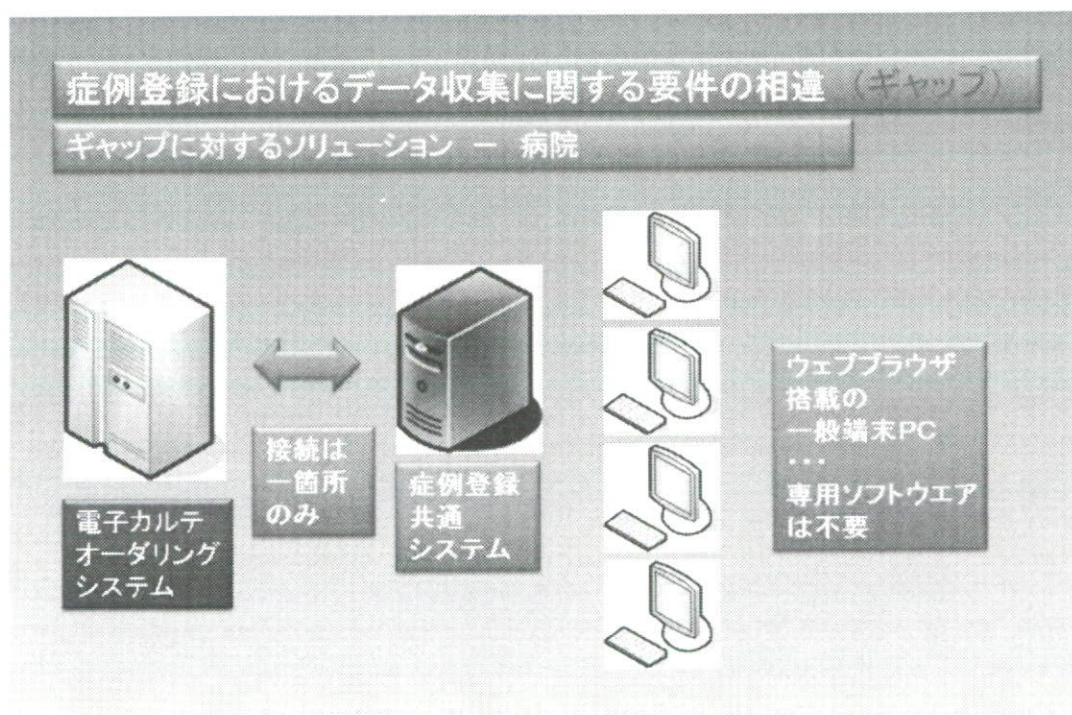 症例登録におけるデータ収集に関する要件の相違 (ギャップ)
ギャップに対するソリューション － 病院
電子カルテ
オーダリング
システム
接続は
一箇所
のみ
症例登録
共通
システム
ウェブブラウザ
搭載の
一般端末PC
・・・
専用ソフトウエア
は不要